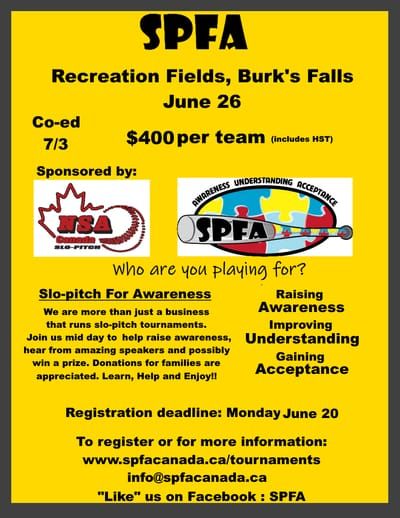 SPFA
Recreation Fields, Burk's Falls
June 26
Co-ed
7/3
$400 per team (includes HST)
Sponsored by:
NSA
Canada
SLO-PITCH
AWARENESS UNDERSTANDING ACCEPTANCE
SPFA
Who are you playing for?
Slo-pitch For Awareness
We are more than just a business
that runs slo-pitch tournaments.
Join us mid day to help raise awareness,
hear from amazing speakers and possibly
win a prize. Donations for families are
appreciated. Learn, Help and Enjoy!!
Raising
Awareness
Improving
Understanding
Gaining
Acceptance
Registration deadline: Monday June 20
To register or for more information:
www.spfacanada.ca/tournaments
info@spfacanada.ca
"Like" us on Facebook : SPFA